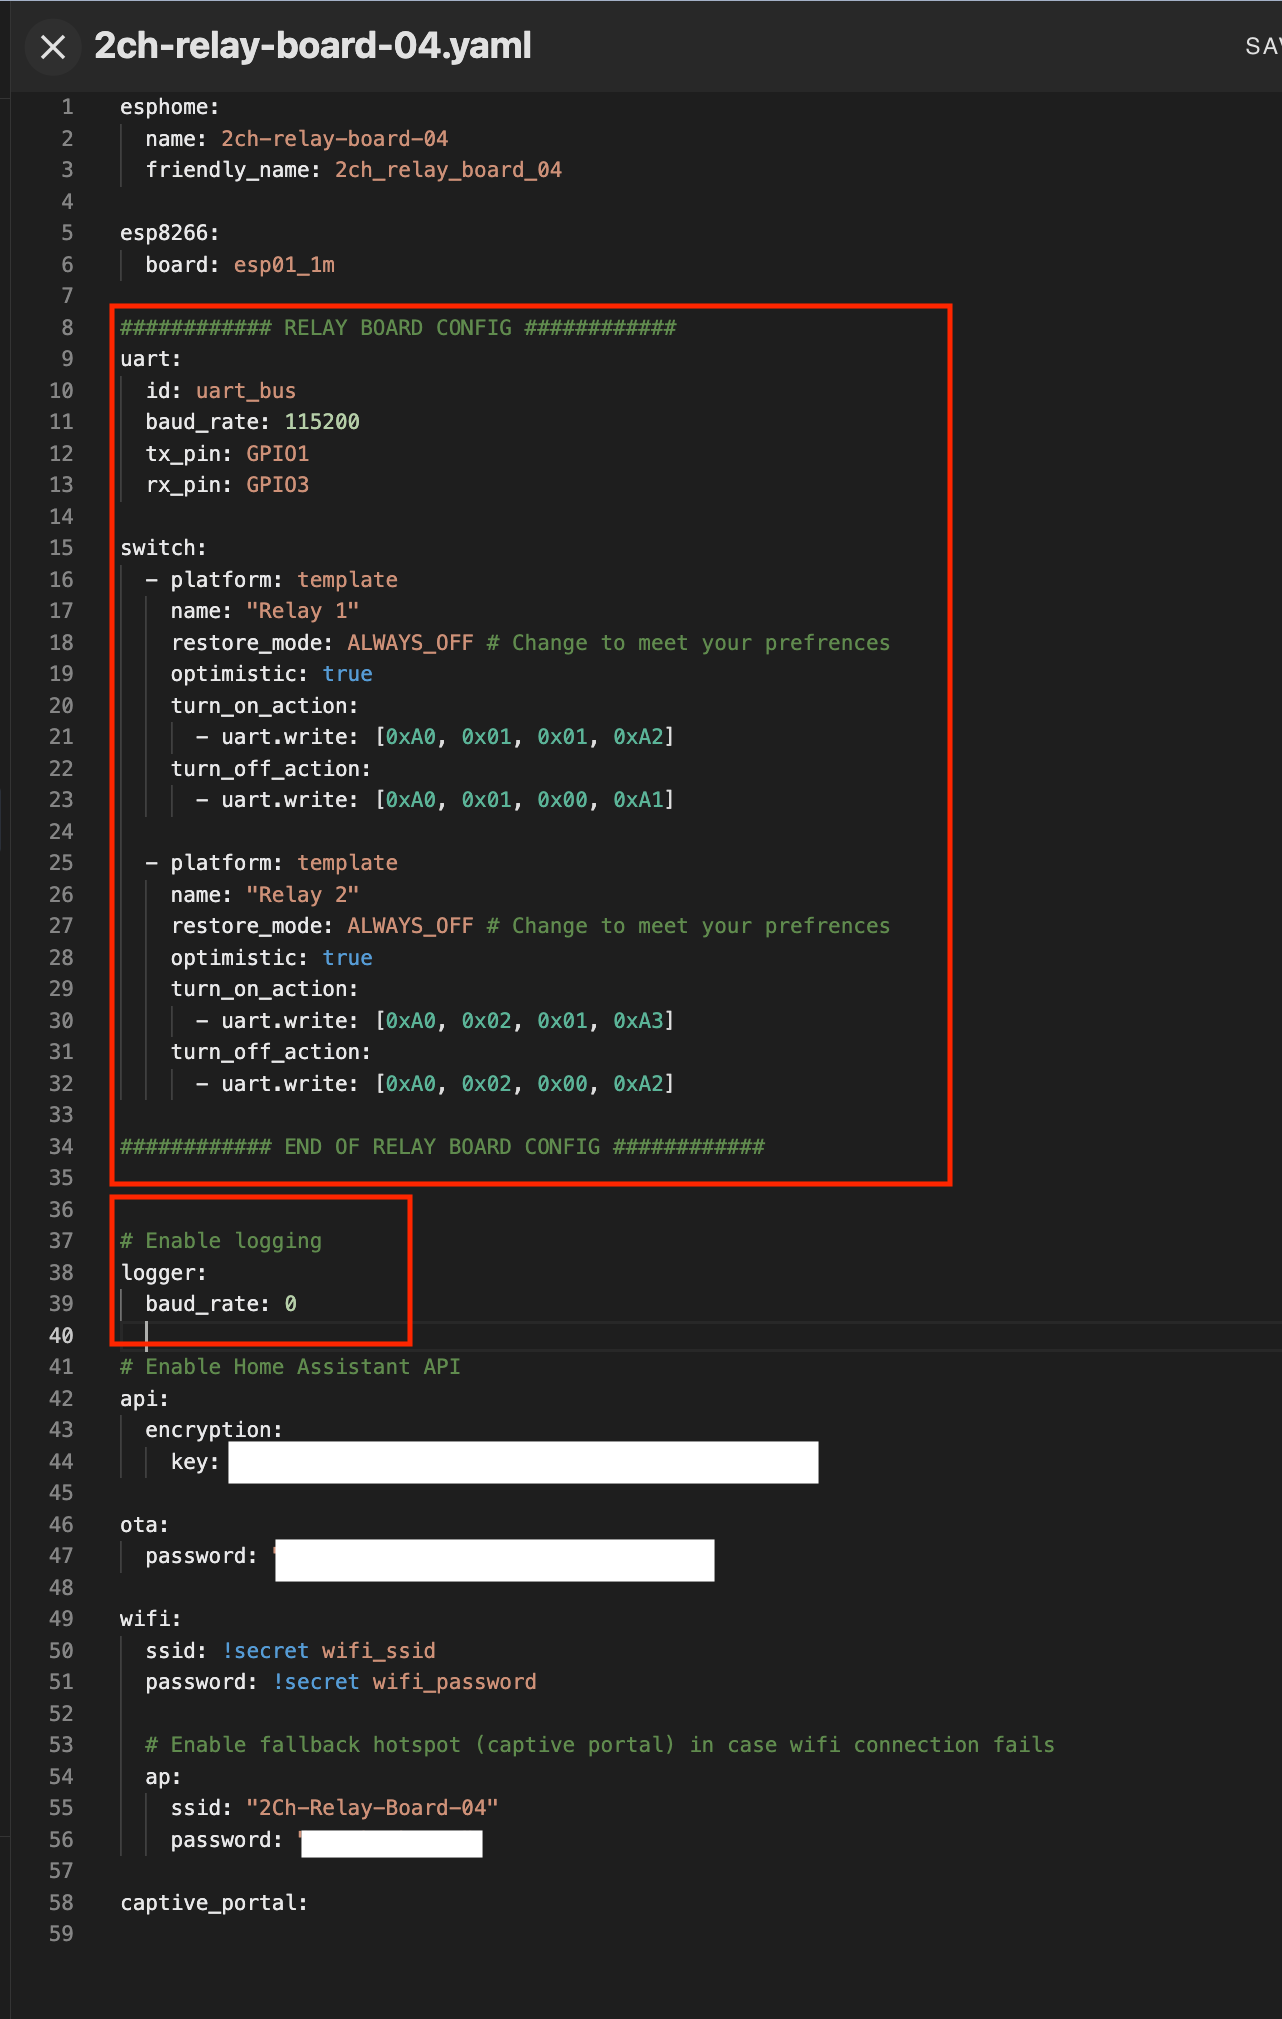 2ch-relay-board-04.yaml
1 esphome:
2 name: 2ch-relay-board-04
3 friendly_name: 2ch_relay_board_04
4
5 esp8266:
6 board: esp01_1m
7
8 ############ RELAY BOARD CONFIG ############
9 uart:
10 id: uart_bus
11 baud_rate: 115200
12 tx_pin: GPIO1
13 rx_pin: GPIO3
14
15 switch:
16 - platform: template
17 name: "Relay 1"
18 restore_mode: ALWAYS_OFF # Change to meet your prefrences
19 optimistic: true
20 turn_on_action:
21 - uart.write: [0xA0, 0x01, 0x01, 0xA2]
22 turn_off_action:
23 - uart.write: [0xA0, 0x01, 0x00, 0xA1]
24
25 - platform: template
26 name: "Relay 2"
27 restore_mode: ALWAYS_OFF # Change to meet your prefrences
28 optimistic: true
29 turn_on_action:
30 - uart.write: [0xA0, 0x02, 0x01, 0xA3]
31 turn_off_action:
32 - uart.write: [0xA0, 0x02, 0x00, 0xA2]
33
34 ############ END OF RELAY BOARD CONFIG ############
35
36
37 # Enable logging
38 logger:
39 baud_rate: 0
40
41 # Enable Home Assistant API
42 api:
43 encryption:
44 key:
45
46 ota:
47 password:
48
49 wifi:
50 ssid: !secret wifi_ssid
51 password: !secret wifi_password
52
53 # Enable fallback hotspot (captive portal) in case wifi connection fails
54 ap:
55 ssid: "2Ch-Relay-Board-04"
56 password:
57
58 captive_portal:
59